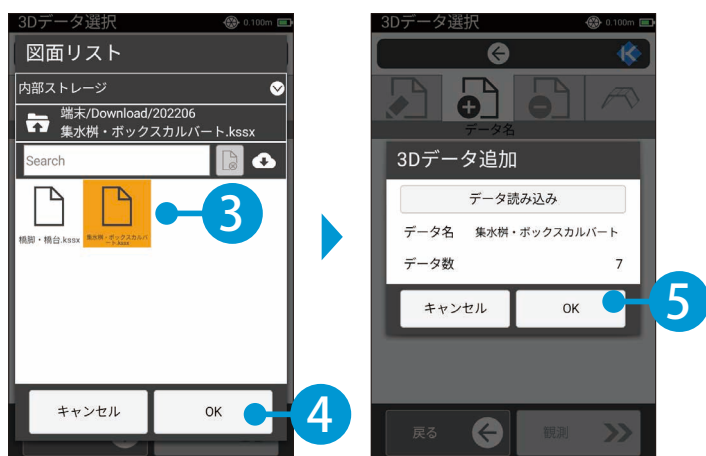 3Dデータ選択
0.100m
図面リスト
内部ストレージ
端末/Download/202206
集水桝・ボックスカルバート.kssx
Search
橋脚・橋台.kssx
集水桝・ボックスカルバ
ート.kssx
3
キャンセル
OK
4
3Dデータ選択
0.100m
データ名
3Dデータ追加
データ読み込み
データ名 集水桝・ボックスカルバート
データ数 7
キャンセル
OK
5
戻る
観測